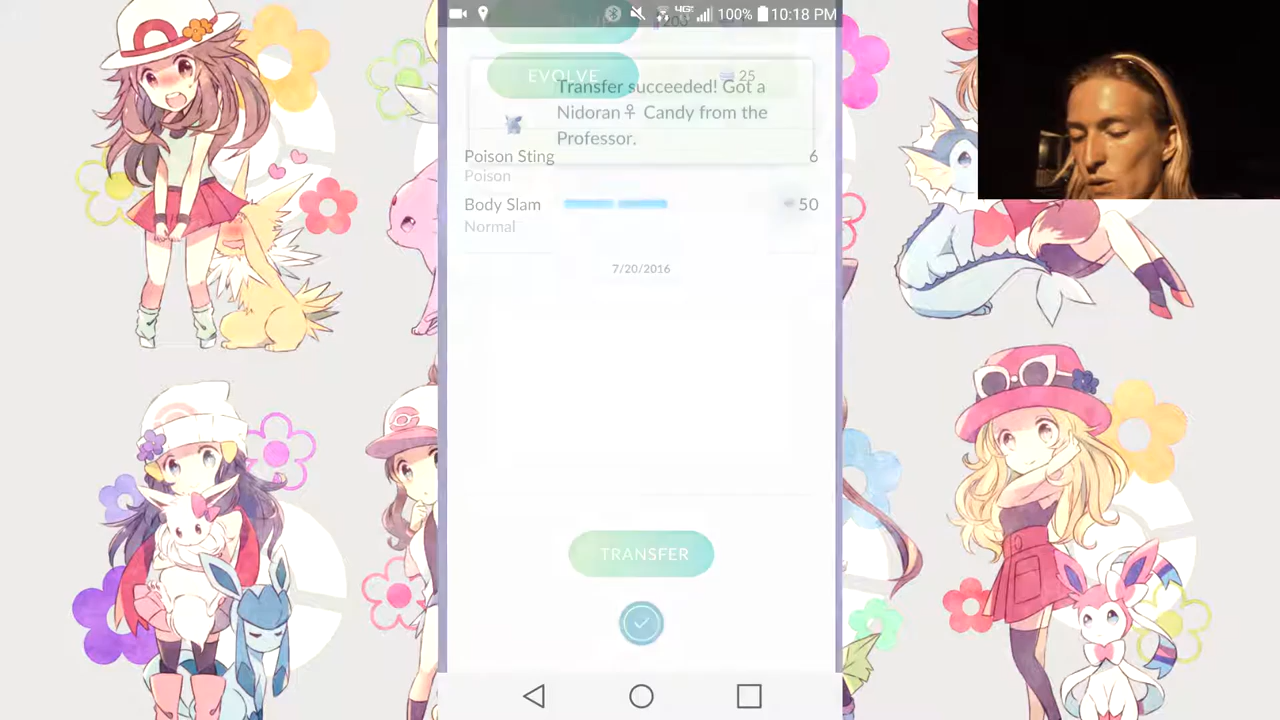 4G 100% 10:18 PM
EVOLVE 25
Transfer succeeded! Got a
Nidoran♀ Candy from the
Professor.
Poison Sting 6
Poison
Body Slam 50
Normal
7/20/2016
TRANSFER